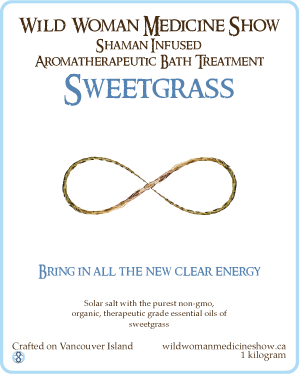 Wild Woman Medicine Show
Shaman Infused
Aromatherapeutic Bath Treatment
Sweetgrass
Bring in all the new clear energy
Solar salt with the purest non-gmo,
organic, therapeutic grade essential oils of
sweetgrass
Crafted on Vancouver Island
wildwomanmedicineshow.ca
1 kilogram